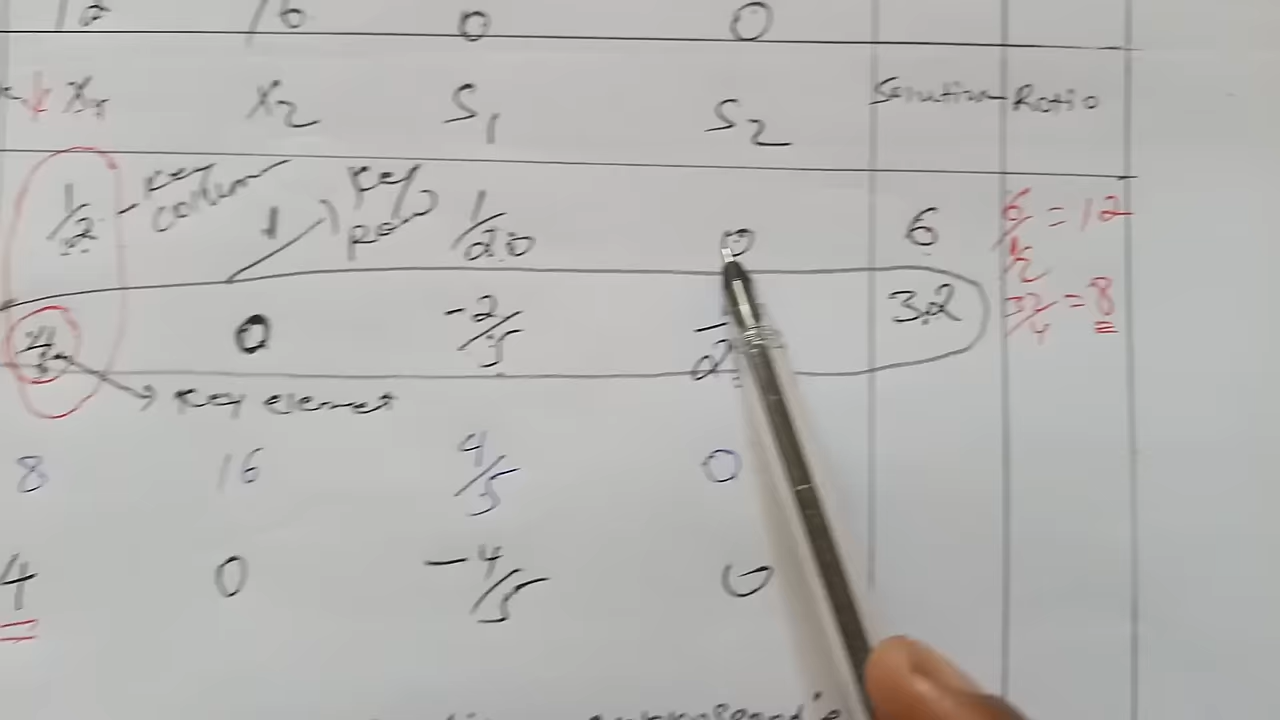 12 16 0 0
X1 X2 S1 S2 Solution Ratio
1/2 - Key column 1 Key Row 1/20 0 6 6/1/2 = 12
0 -2/5 32 32/4 = 8
Key element
8 16 4/5 0
4 0 -4/5 0